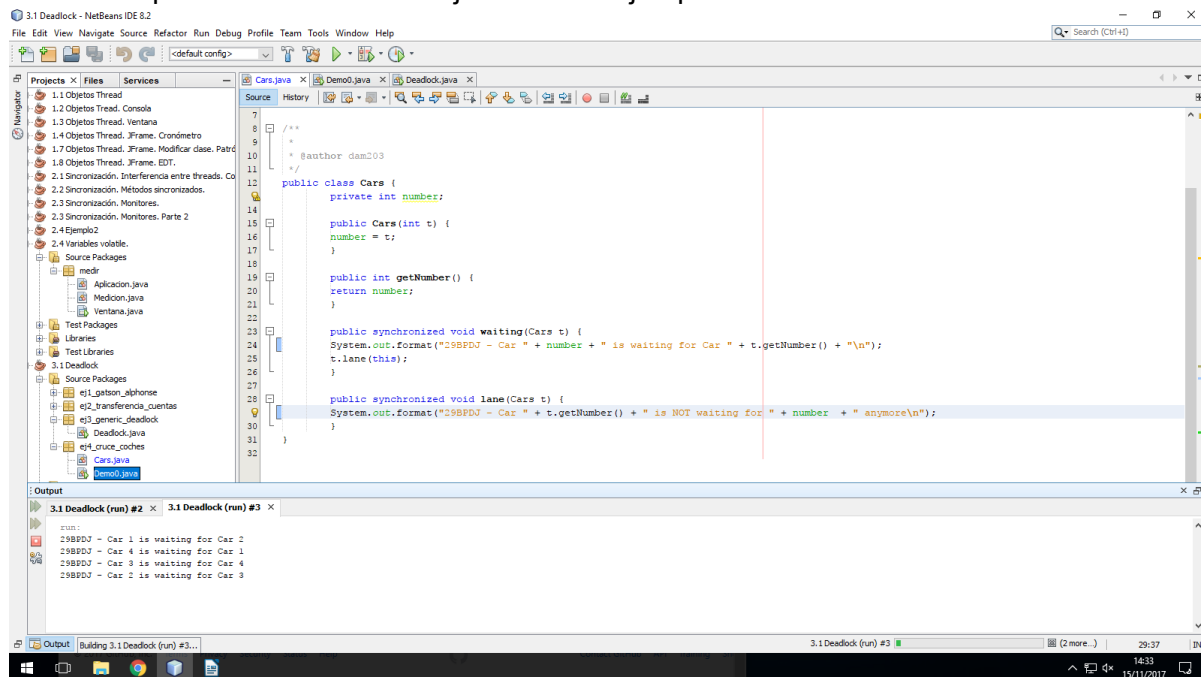 3.1 Deadlock - NetBeans IDE 8.2
File Edit View Navigate Source Refactor Run Debug Profile Team Tools Window Help
Search (Ctrl+I)
<default config>
Projects × Files Services
Cars.java × Demo0.java × Deadlock.java ×
Navigator
Source History
1.1 Objetos Thread
1.2 Objetos Tread. Consola
1.3 Objetos Thread. Ventana
1.4 Objetos Thread. JFrame. Cronómetro
1.7 Objetos Thread. JFrame. Modificar clase. Patró
1.8 Objetos Thread. JFrame. EDT.
2.1 Sincronización. Interferencia entre threads. Co
2.2 Sincronización. Métodos sincronizados.
2.3 Sincronización. Monitores.
2.3 Sincronización. Monitores. Parte 2
2.4 Ejemplo2
2.4 Variables volatile.
Source Packages
medir
Aplicacion.java
Medicion.java
Ventana.java
Test Packages
Libraries
Test Libraries
3.1 Deadlock
Source Packages
ej1_gatson_alphonse
ej2_transferencia_cuentas
ej3_generic_deadlock
Deadlock.java
ej4_cruce_coches
Cars.java
Demo0.java
7
8 /**
9 *
10 * @author dam203
11 */
12 public class Cars {
private int number;
14
15 public Cars(int t) {
16 number = t;
17 }
18
19 public int getNumber() {
20 return number;
21 }
22
23 public synchronized void waiting(Cars t) {
24 System.out.format("29BPDJ - Car " + number + " is waiting for Car " + t.getNumber() + "\n");
25 t.lane(this);
26 }
27
28 public synchronized void lane(Cars t) {
System.out.format("29BPDJ - Car " + t.getNumber() + " is NOT waiting for " + number + " anymore\n");
30 }
31 }
32
Output
3.1 Deadlock (run) #2 × 3.1 Deadlock (run) #3 ×
run:
29BPDJ - Car 1 is waiting for Car 2
29BPDJ - Car 4 is waiting for Car 1
29BPDJ - Car 3 is waiting for Car 4
29BPDJ - Car 2 is waiting for Car 3
Output Building 3.1 Deadlock (run) #3...
3.1 Deadlock (run) #3 (2 more...) 29:37 IN
14:33
15/11/2017